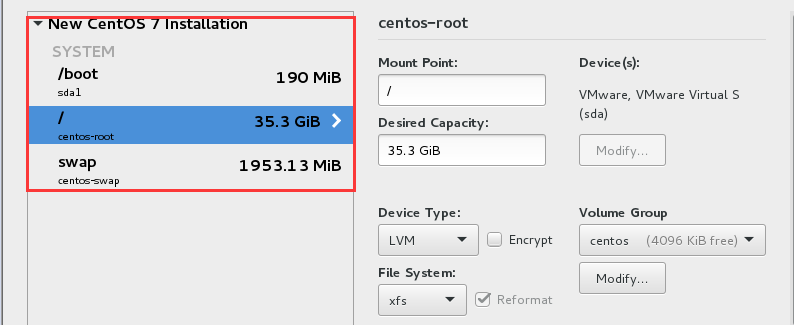 New CentOS 7 Installation
SYSTEM
/boot
190 MiB
sda1
/
35.3 GiB
centos-root
swap
1953.13 MiB
centos-swap
centos-root
Mount Point:
/
Desired Capacity:
35.3 GiB
Device(s):
VMware, VMware Virtual S
(sda)
Modify...
Device Type:
LVM
Encrypt
File System:
xfs
Reformat
Volume Group
centos (4096 KiB free)
Modify...